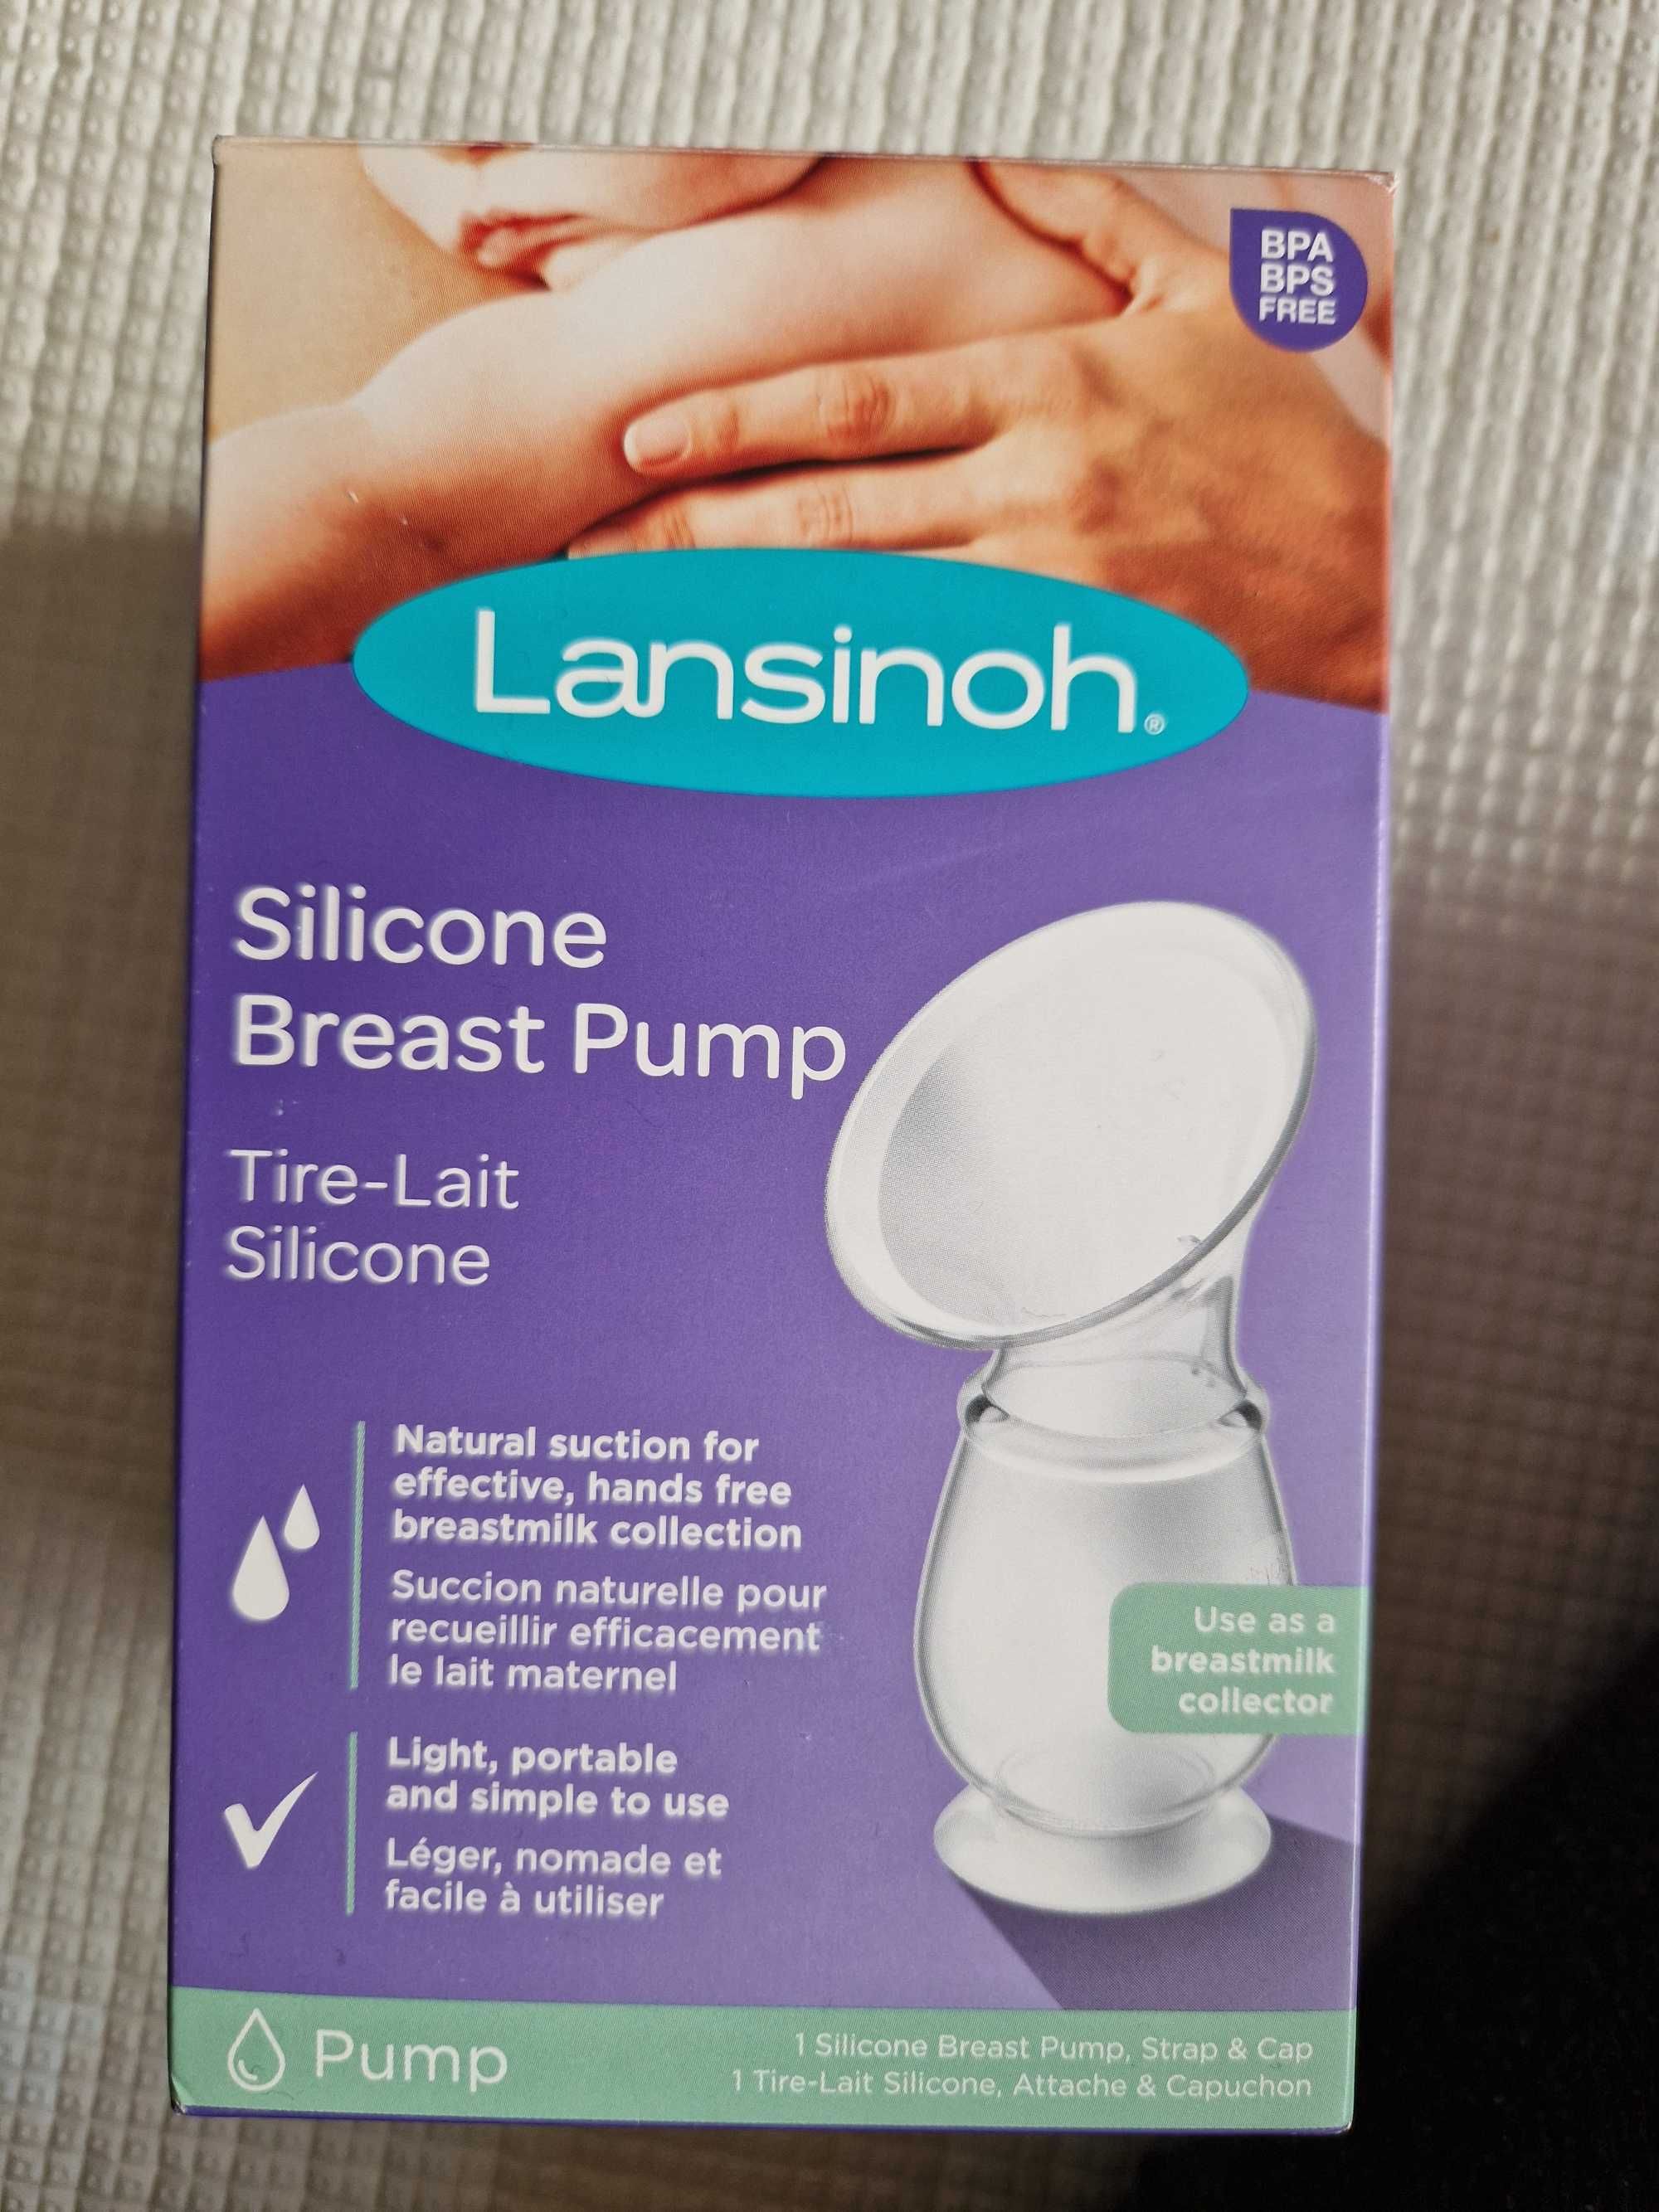 BPA
BPS
FREE
Lansinoh®
Silicone
Breast Pump
Tire-Lait
Silicone
Natural suction for
effective, hands free
breastmilk collection
Succion naturelle pour
recueillir efficacement
le lait maternel
Use as a
breastmilk
collector
Light, portable
and simple to use
Léger, nomade et
facile à utiliser
Pump
1 Silicone Breast Pump, Strap & Cap
1 Tire-Lait Silicone, Attache & Capuchon